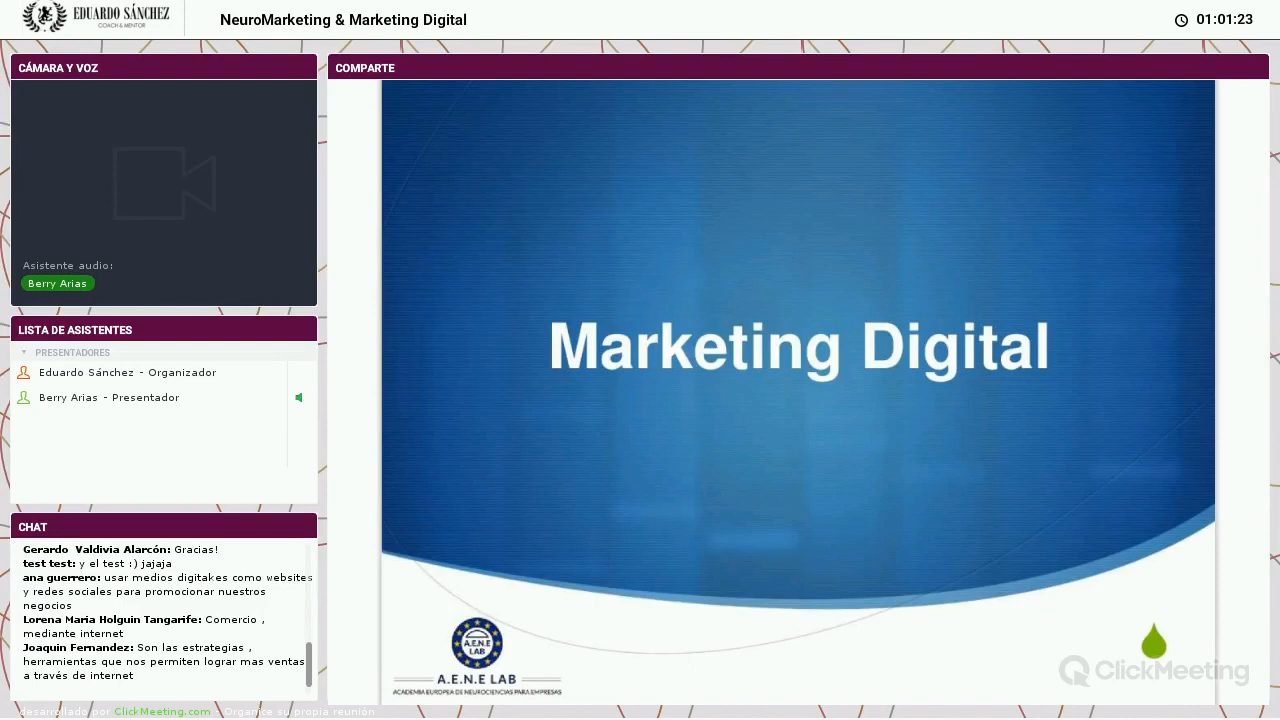 EDUARDO SÁNCHEZ
COACH & MENTOR
NeuroMarketing & Marketing Digital
01:01:23
CÁMARA Y VOZ
Asistente audio:
Berry Arias
LISTA DE ASISTENTES
PRESENTADORES
Eduardo Sánchez - Organizador
Berry Arias - Presentador
CHAT
Gerardo Valdivia Alarcón: Gracias!
test test: y el test :) jajaja
ana guerrero: usar medios digitakes como websites
y redes sociales para promocionar nuestros
negocios
Lorena Maria Holguin Tangarife: Comercio ,
mediante internet
Joaquin Fernandez: Son las estrategias ,
herramientas que nos permiten lograr mas ventas
a través de internet
desarrollado por ClickMeeting.com - Organice su propia reunión
COMPARTE
Marketing Digital
A.E.N.E
LAB
A.E.N.E LAB
ACADEMIA EUROPEA DE NEUROCIENCIAS PARA EMPRESAS
ClickMeeting